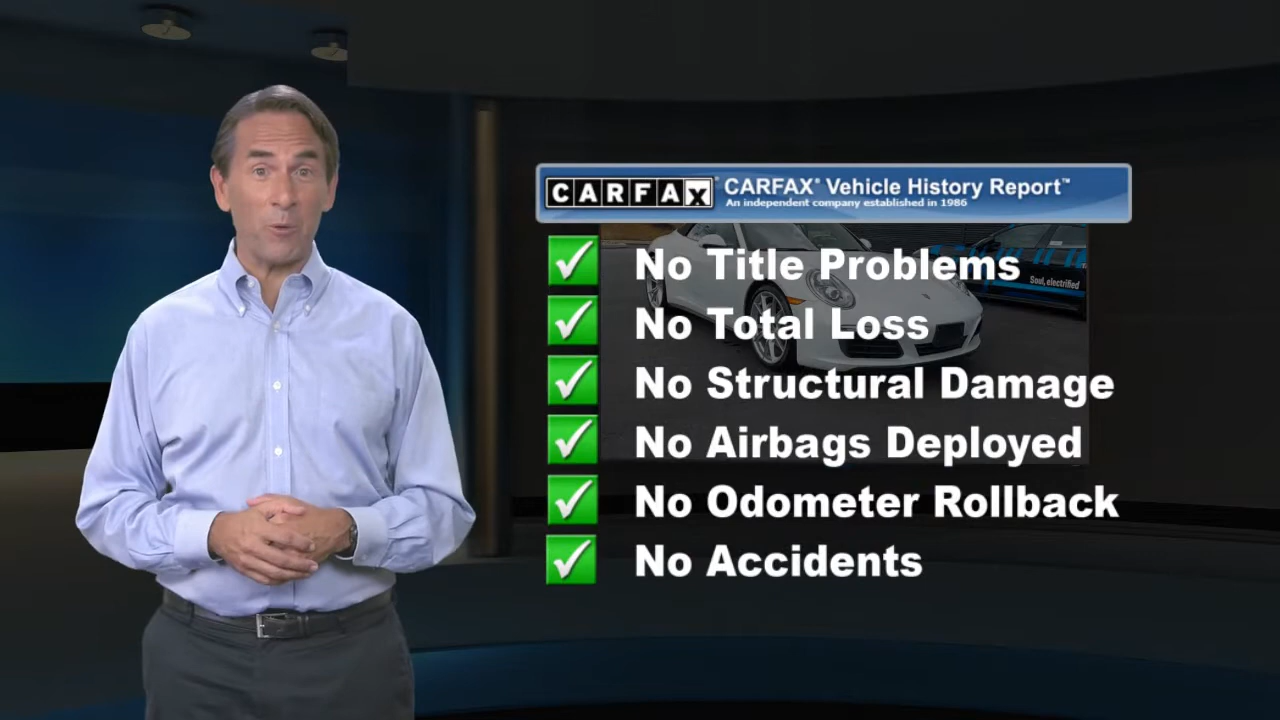 CARFAX® CARFAX® Vehicle History Report™
An independent company established in 1986
No Title Problems
Soul, electrified
No Total Loss
No Structural Damage
No Airbags Deployed
No Odometer Rollback
No Accidents